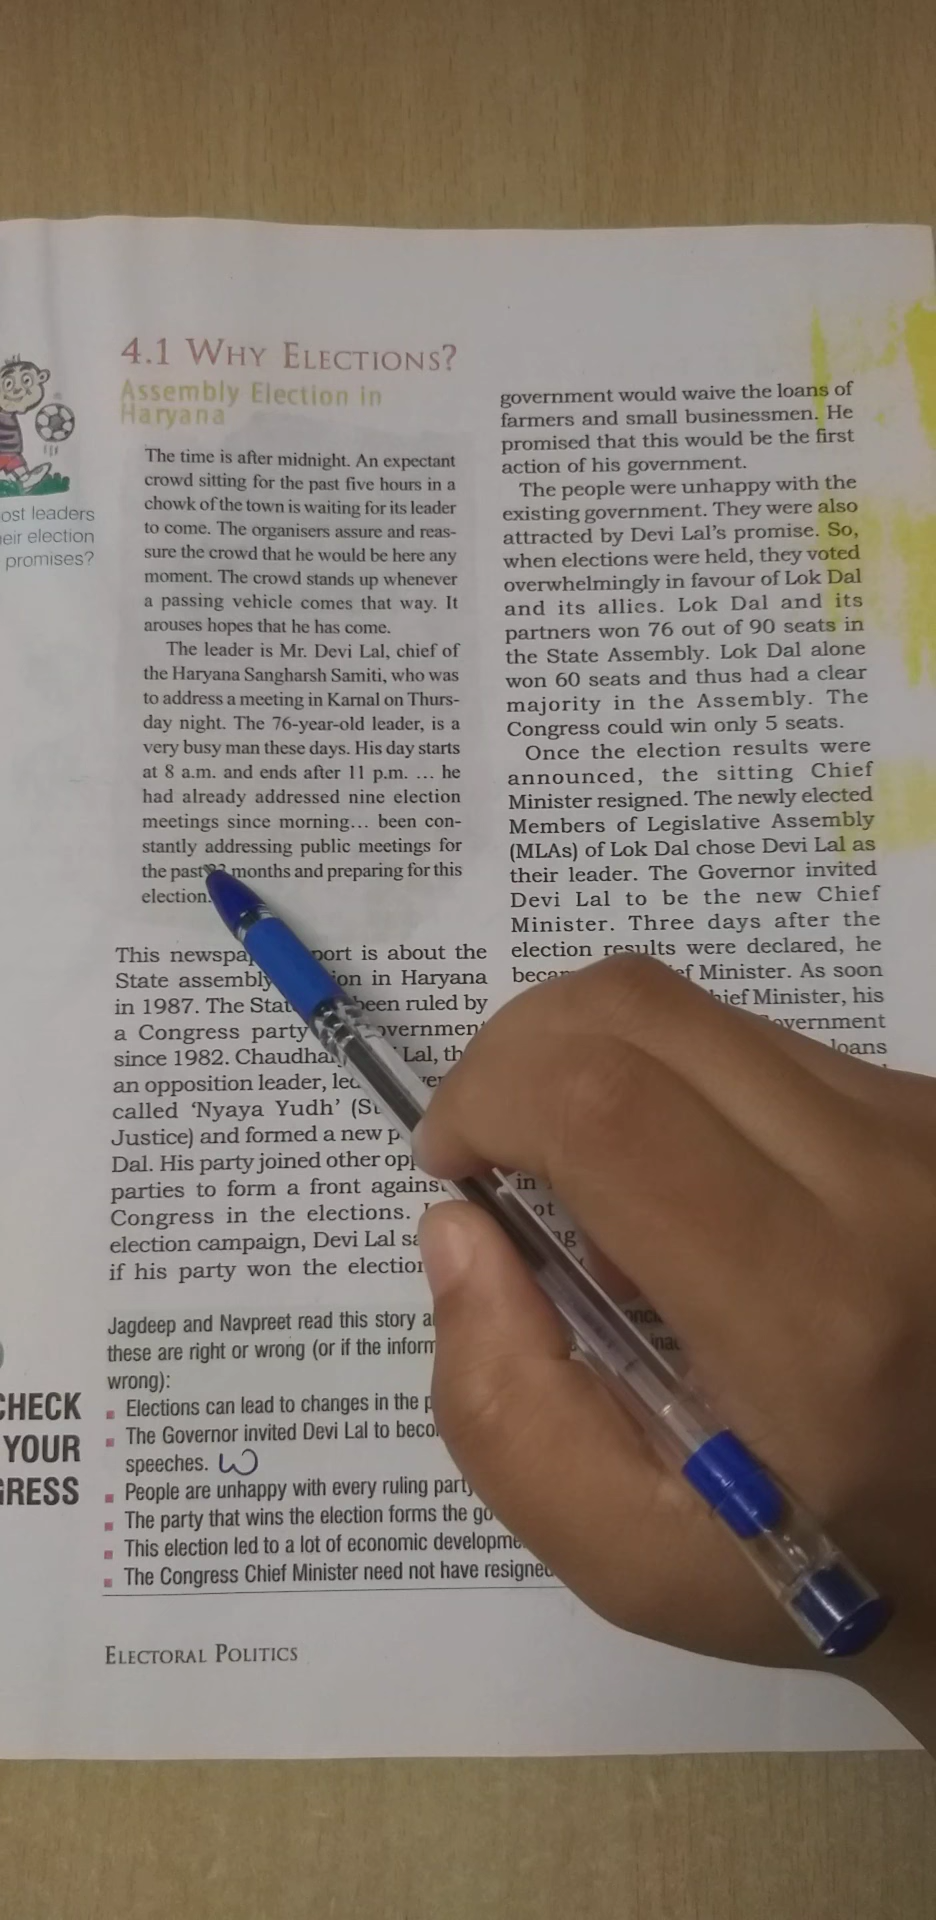 4.1 WHY ELECTIONS?
Assembly Election in
Haryana
The time is after midnight. An expectant
crowd sitting for the past five hours in a
chowk of the town is waiting for its leader
to come. The organisers assure and reas-
sure the crowd that he would be here any
moment. The crowd stands up whenever
a passing vehicle comes that way. It
arouses hopes that he has come.
The leader is Mr. Devi Lal, chief of
the Haryana Sangharsh Samiti, who was
to address a meeting in Karnal on Thurs-
day night. The 76-year-old leader, is a
very busy man these days. His day starts
at 8 a.m. and ends after 11 p.m. … he
had already addressed nine election
meetings since morning… been con-
stantly addressing public meetings for
the past months and preparing for this
election.
This is about the
State assembly in Haryana
in 1987. The been ruled by
a Congress party
since 1982. Lal,
an opposition leader,
called ‘Nyaya Yudh’
Justice) and formed a new
Dal. His party joined other
parties to form a front
Congress in the elections.
election campaign, Devi Lal
if his party won the
government would waive the loans of
farmers and small businessmen. He
promised that this would be the first
action of his government.
The people were unhappy with the
existing government. They were also
attracted by Devi Lal’s promise. So,
when elections were held, they voted
overwhelmingly in favour of Lok Dal
and its allies. Lok Dal and its
partners won 76 out of 90 seats in
the State Assembly. Lok Dal alone
won 60 seats and thus had a clear
majority in the Assembly. The
Congress could win only 5 seats.
Once the election results were
announced, the sitting Chief
Minister resigned. The newly elected
Members of Legislative Assembly
(MLAs) of Lok Dal chose Devi Lal as
their leader. The Governor invited
Devi Lal to be the new Chief
Minister. Three days after the
election results were declared, he
Minister. As soon
Minister, his
loans
in
ost leaders
eir election
promises?
Jagdeep and Navpreet read this story
these are right or wrong (or if the
wrong):
CHECK
YOUR
GRESS
Elections can lead to changes in the
The Governor invited Devi Lal to
speeches. W
People are unhappy with every ruling
The party that wins the election forms the
This election led to a lot of economic
The Congress Chief Minister need not have
ELECTORAL POLITICS